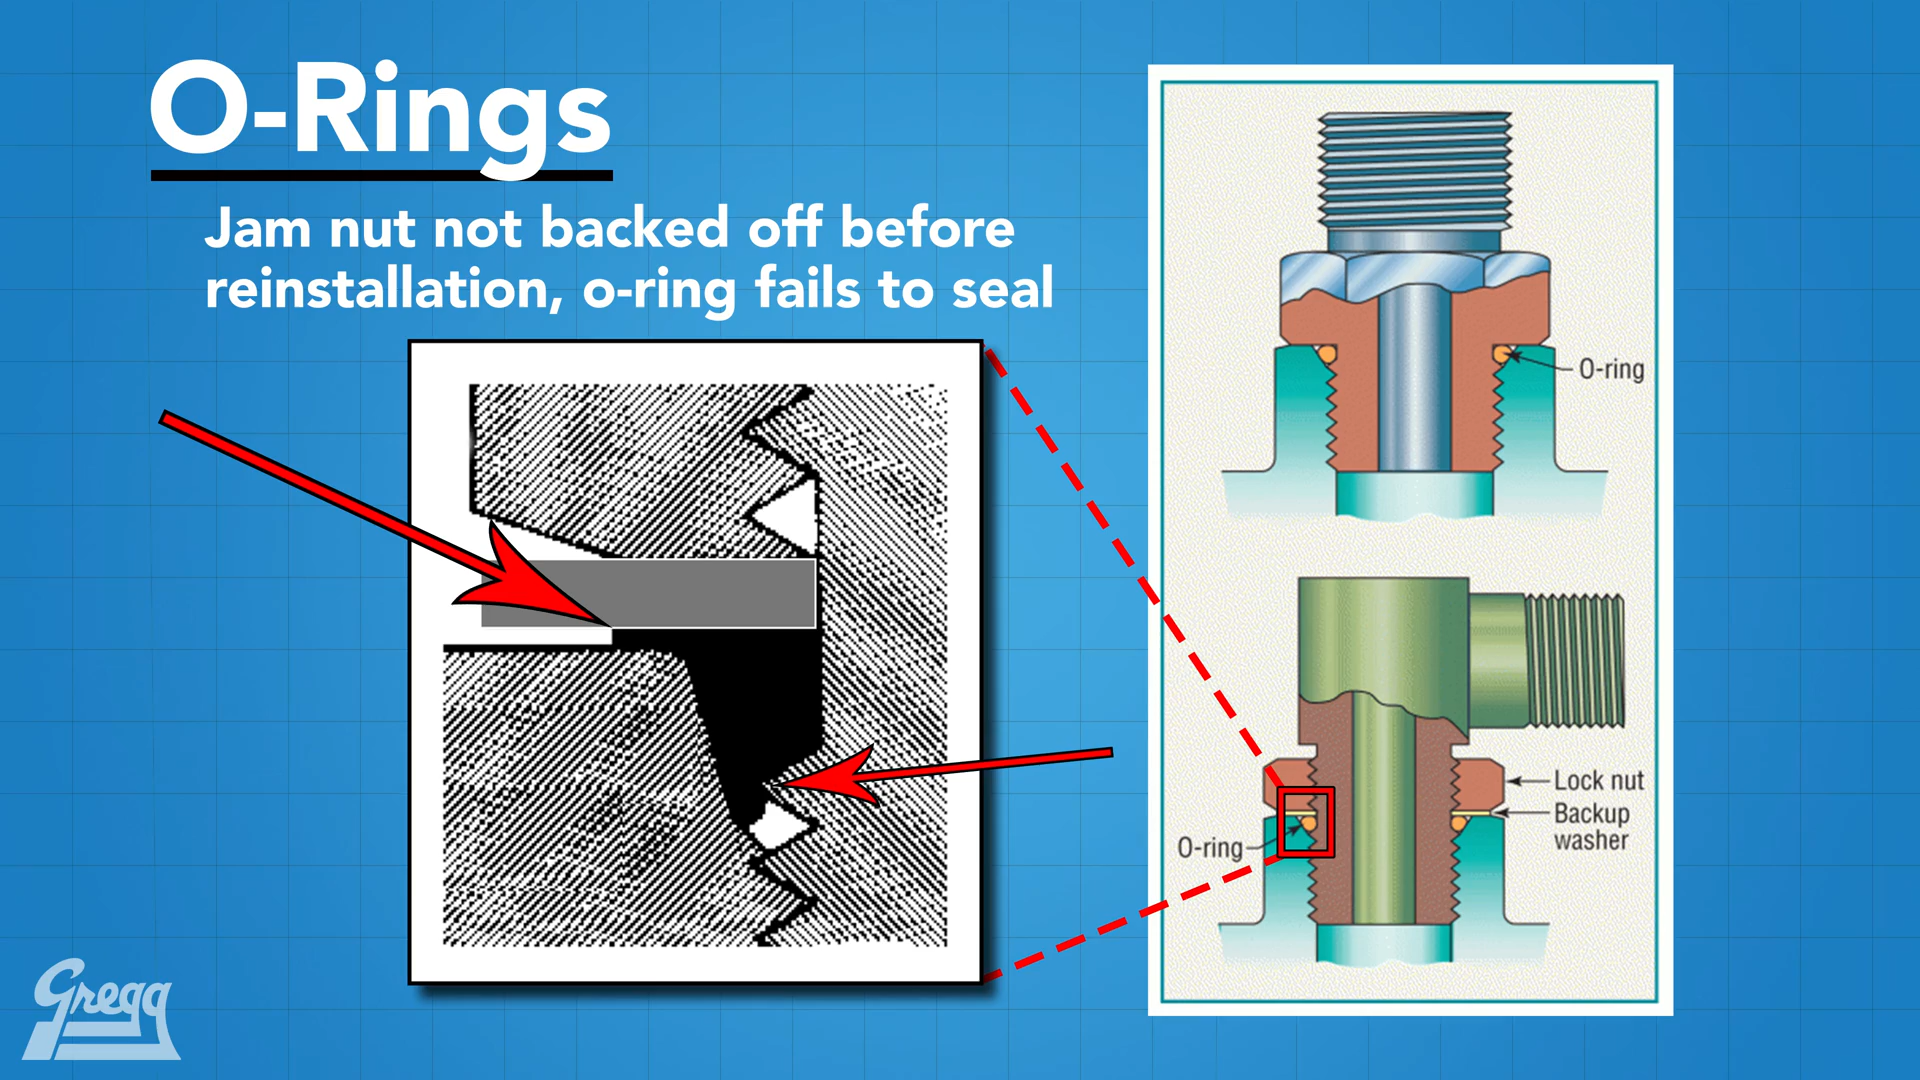 O-Rings
Jam nut not backed off before
reinstallation, o-ring fails to seal
O-ring
Lock nut
Backup
washer
O-ring
Gregg